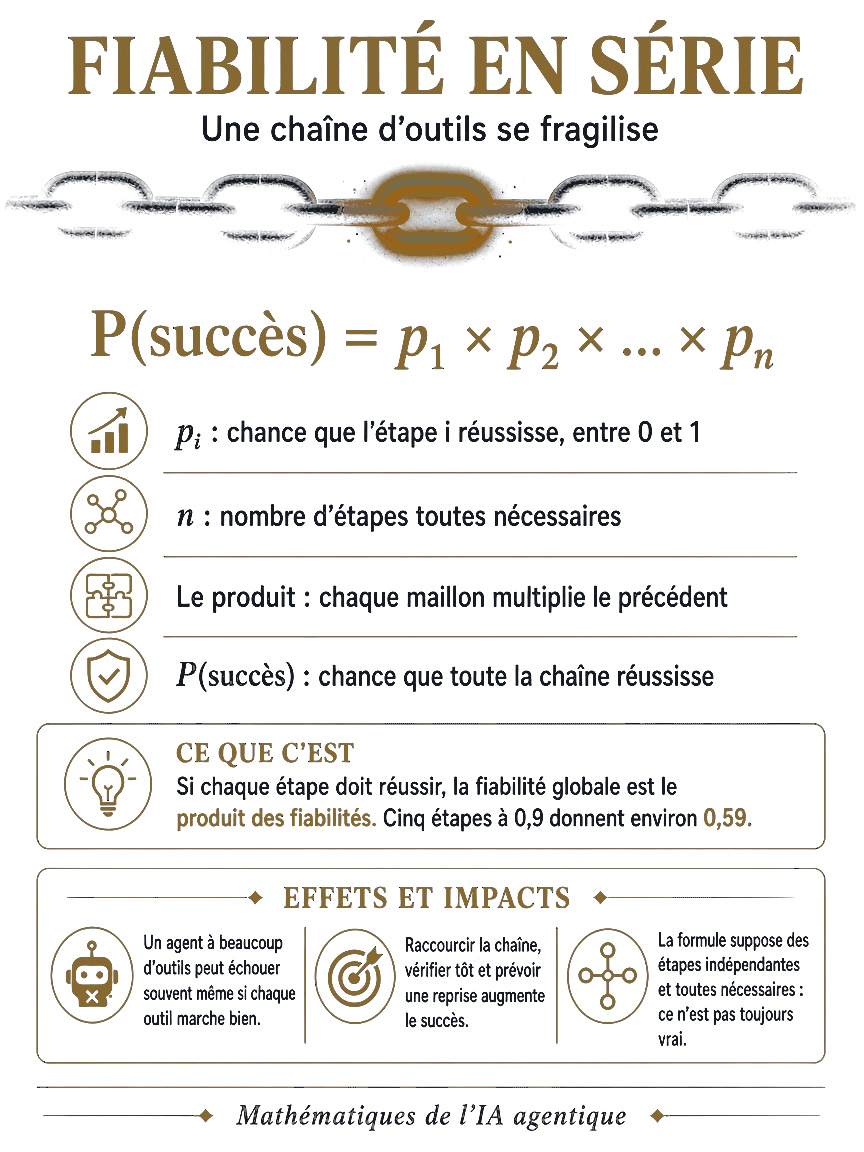 FIABILITÉ EN SÉRIE
Une chaîne d’outils se fragilise
P(succès) = p₁ × p₂ × ... × pₙ
pᵢ : chance que l’étape i réussisse, entre 0 et 1
n : nombre d’étapes toutes nécessaires
Le produit : chaque maillon multiplie le précédent
P(succès) : chance que toute la chaîne réussisse
CE QUE C’EST
Si chaque étape doit réussir, la fiabilité globale est le
produit des fiabilités. Cinq étapes à 0,9 donnent environ 0,59.
EFFETS ET IMPACTS
Un agent à beaucoup
d’outils peut échouer
souvent même si chaque
outil marche bien.
Raccourcir la chaîne,
vérifier tôt et prévoir
une reprise augmente
le succès.
La formule suppose des
étapes indépendantes
et toutes nécessaires :
ce n’est pas toujours
vrai.
Mathématiques de l’IA agentique